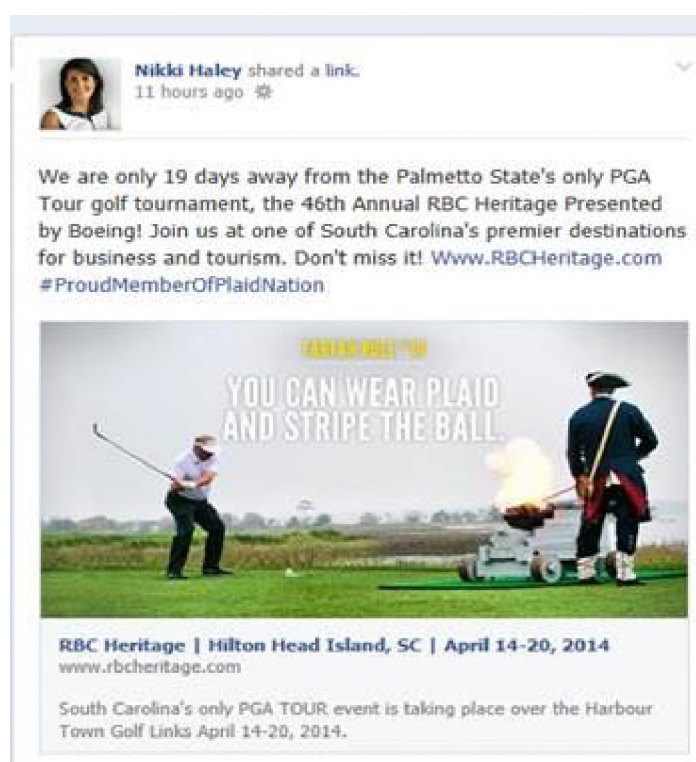 Nikki Haley shared a link.
11 hours ago
We are only 19 days away from the Palmetto State's only PGA
Tour golf tournament, the 46th Annual RBC Heritage Presented
by Boeing! Join us at one of South Carolina's premier destinations
for business and tourism. Don't miss it! Www.RBCHeritage.com
#ProudMemberOfPlaidNation
YOU CAN WEAR PLAID
AND STRIPE THE BALL.
RBC Heritage | Hilton Head Island, SC | April 14-20, 2014
www.rbcheritage.com
South Carolina's only PGA TOUR event is taking place over the Harbour
Town Golf Links April 14-20, 2014.